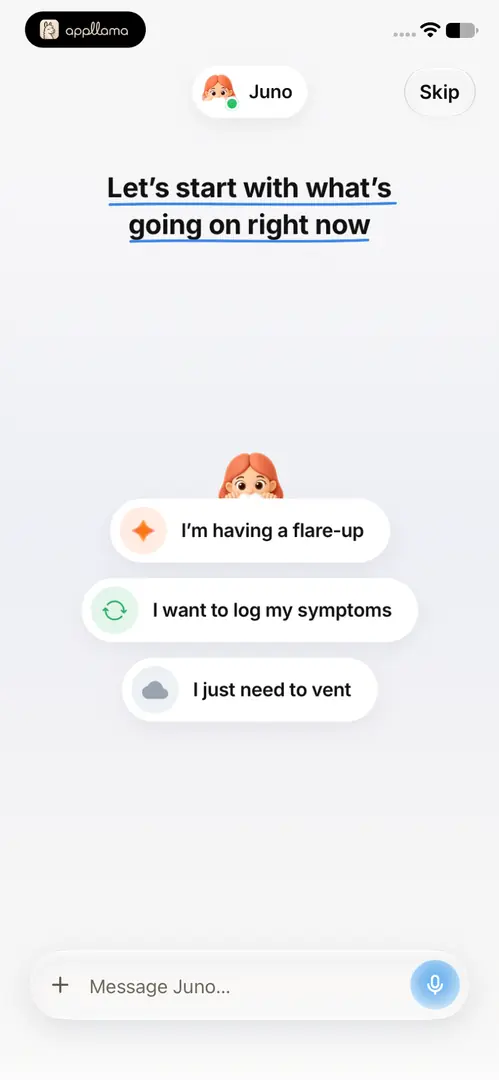 appllama
Juno
Skip
Let’s start with what’s
going on right now
I’m having a flare-up
I want to log my symptoms
I just need to vent
Message Juno...